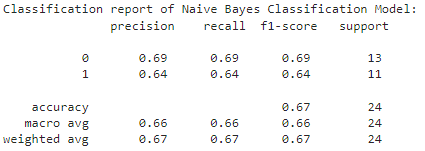 Classification report of Naive Bayes Classification Model:
precision recall f1-score support
0 0.69 0.69 0.69 13
1 0.64 0.64 0.64 11
accuracy 0.67 24
macro avg 0.66 0.66 0.66 24
weighted avg 0.67 0.67 0.67 24